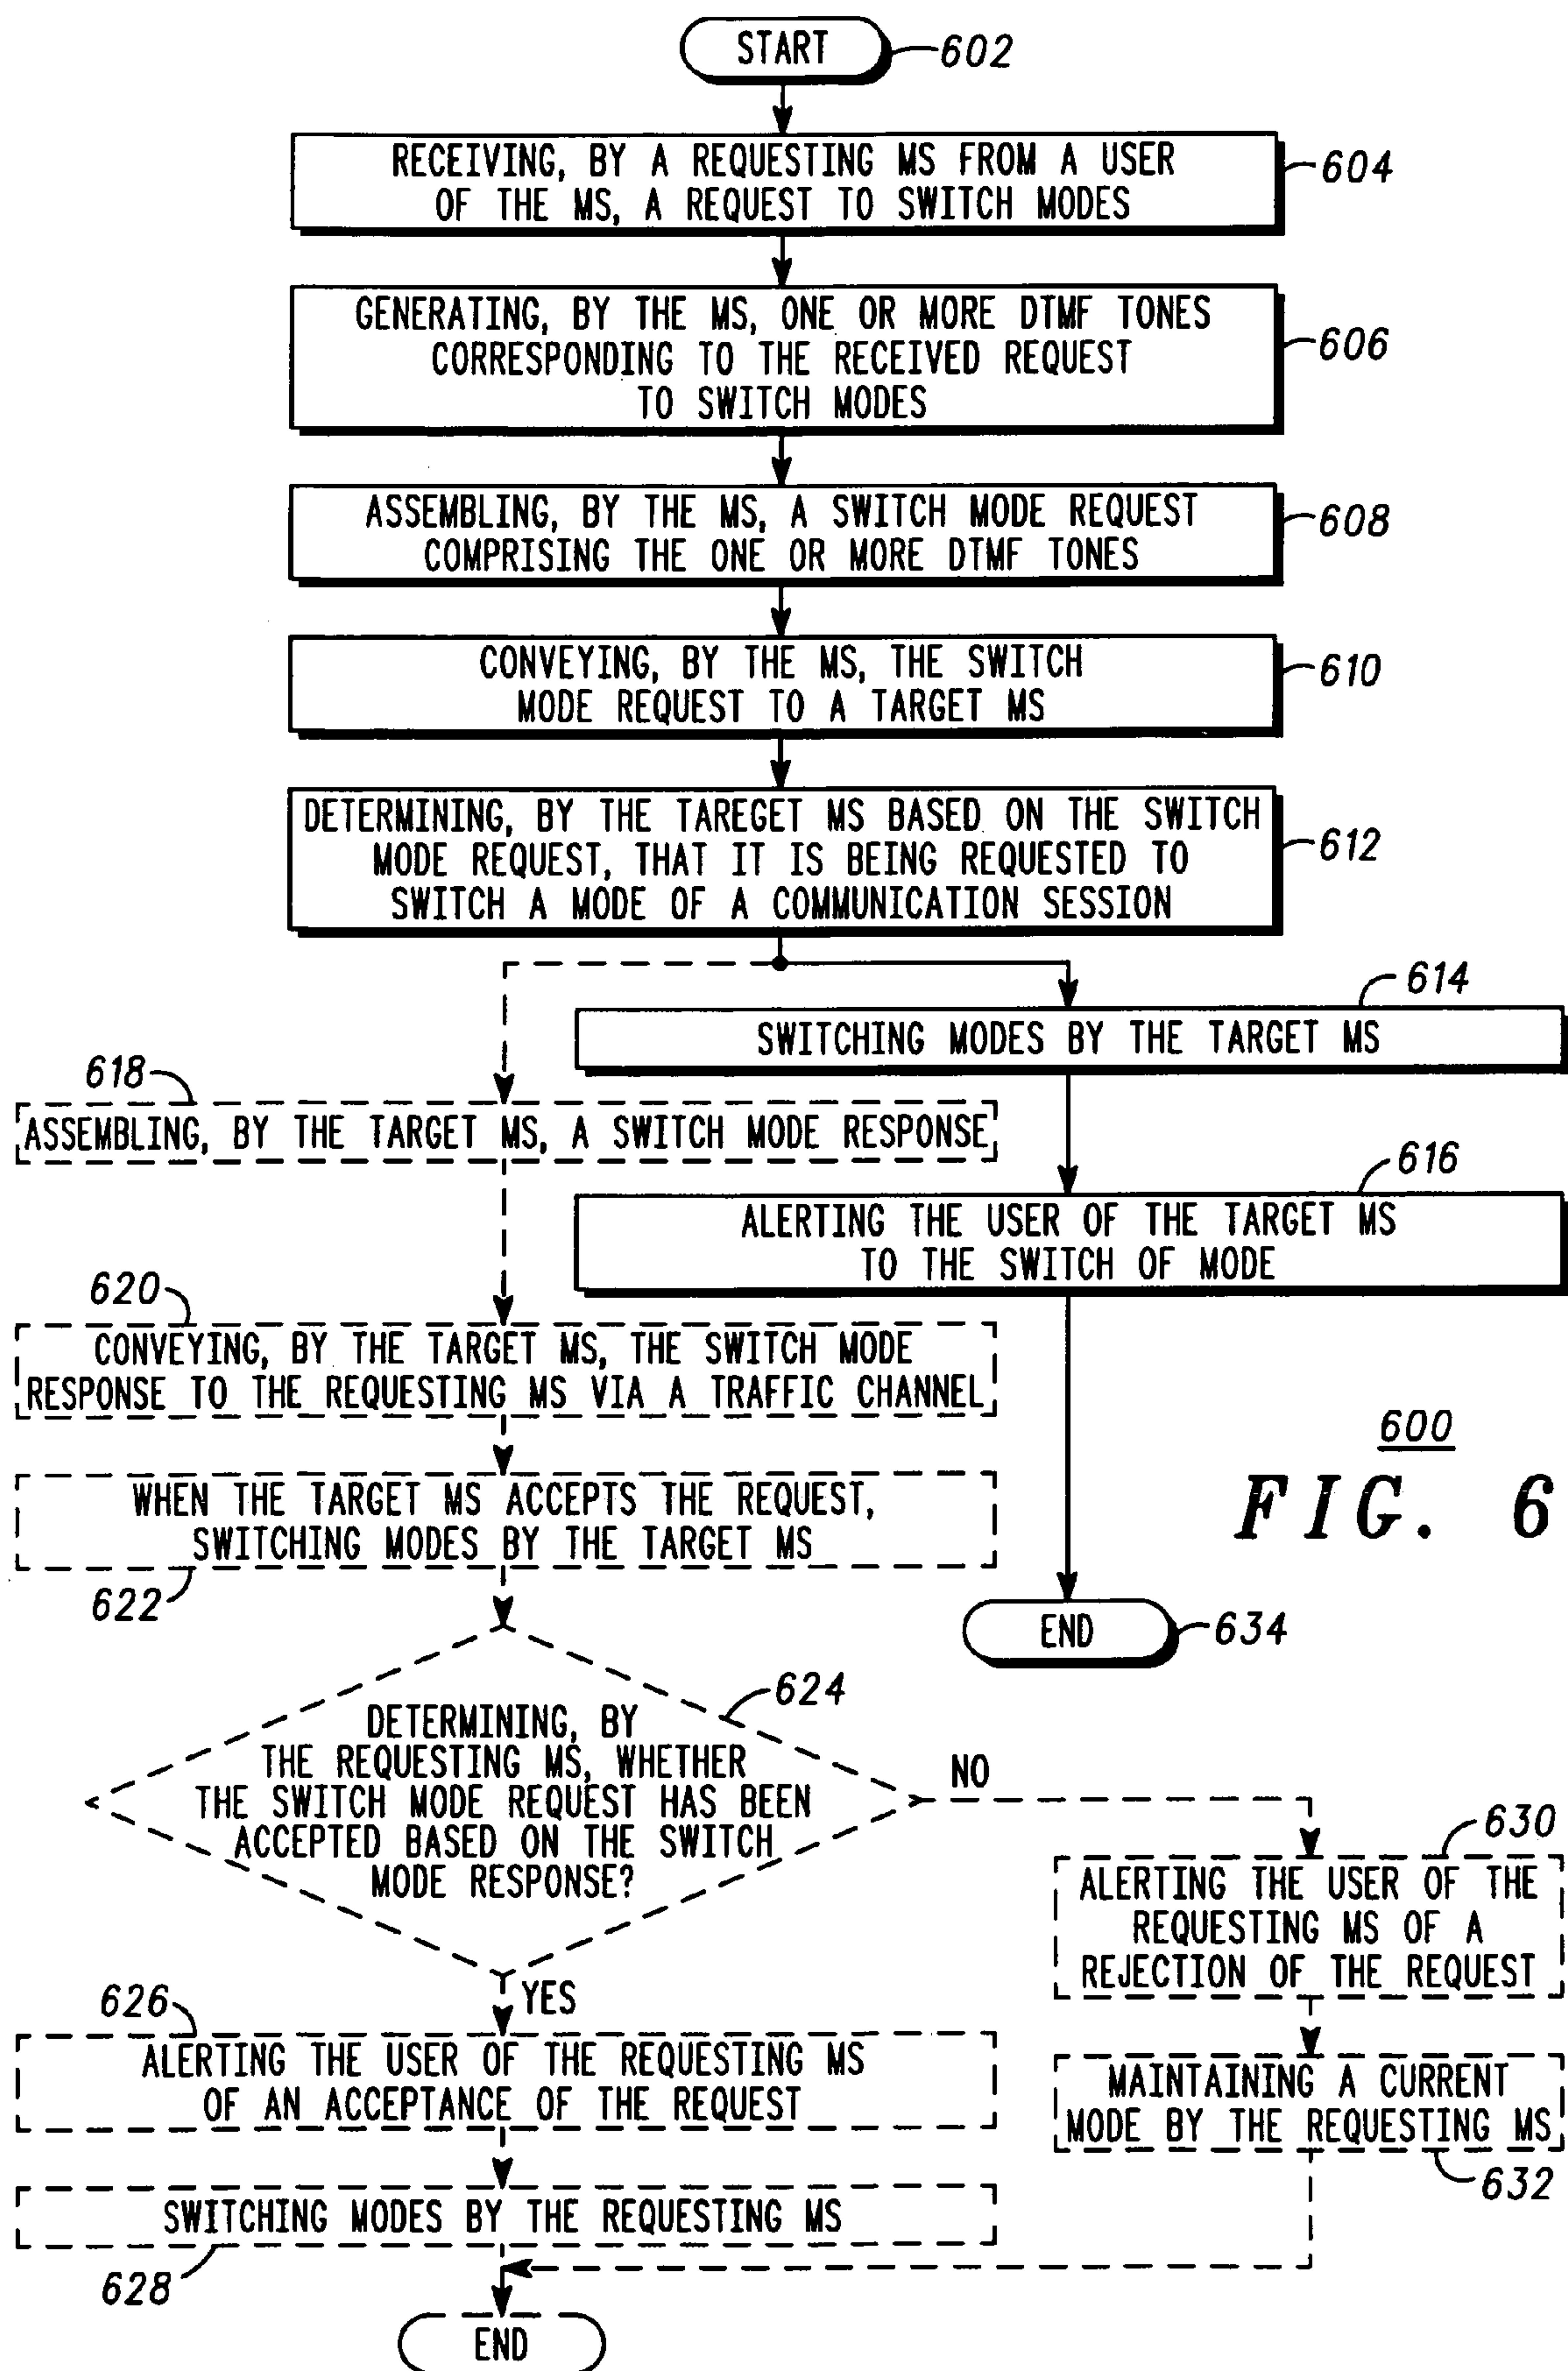 START
602
RECEIVING, BY A REQUESTING MS FROM A USER
OF THE MS, A REQUEST TO SWITCH MODES
604
GENERATING, BY THE MS, ONE OR MORE DTMF TONES
CORRESPONDING TO THE RECEIVED REQUEST
TO SWITCH MODES
606
ASSEMBLING, BY THE MS, A SWITCH MODE REQUEST
COMPRISING THE ONE OR MORE DTMF TONES
608
CONVEYING, BY THE MS, THE SWITCH
MODE REQUEST TO A TARGET MS
610
DETERMINING, BY THE TAREGET MS BASED ON THE SWITCH
MODE REQUEST, THAT IT IS BEING REQUESTED TO
SWITCH A MODE OF A COMMUNICATION SESSION
612
614
SWITCHING MODES BY THE TARGET MS
618
ASSEMBLING, BY THE TARGET MS, A SWITCH MODE RESPONSE
616
ALERTING THE USER OF THE TARGET MS
TO THE SWITCH OF MODE
620
CONVEYING, BY THE TARGET MS, THE SWITCH MODE
RESPONSE TO THE REQUESTING MS VIA A TRAFFIC CHANNEL
600
FIG. 6
WHEN THE TARGET MS ACCEPTS THE REQUEST,
SWITCHING MODES BY THE TARGET MS
622
END
634
624
DETERMINING, BY
THE REQUESTING MS, WHETHER
THE SWITCH MODE REQUEST HAS BEEN
ACCEPTED BASED ON THE SWITCH
MODE RESPONSE?
NO
630
ALERTING THE USER OF THE
REQUESTING MS OF A
REJECTION OF THE REQUEST
YES
626
ALERTING THE USER OF THE REQUESTING MS
OF AN ACCEPTANCE OF THE REQUEST
MAINTAINING A CURRENT
MODE BY THE REQUESTING MS
632
SWITCHING MODES BY THE REQUESTING MS
628
END